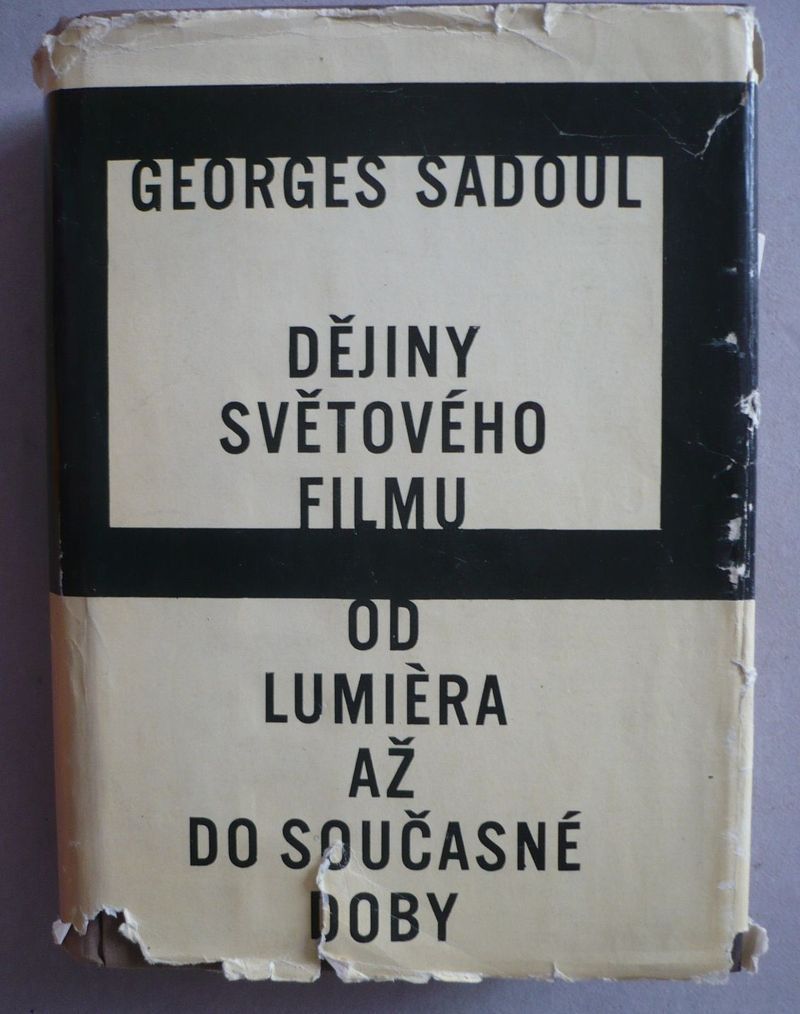 GEORGES SADOUL
DĚJINY
SVĚTOVÉHO
FILMU
OD
LUMIÈRA
AŽ
DO SOUČASNÉ
DOBY